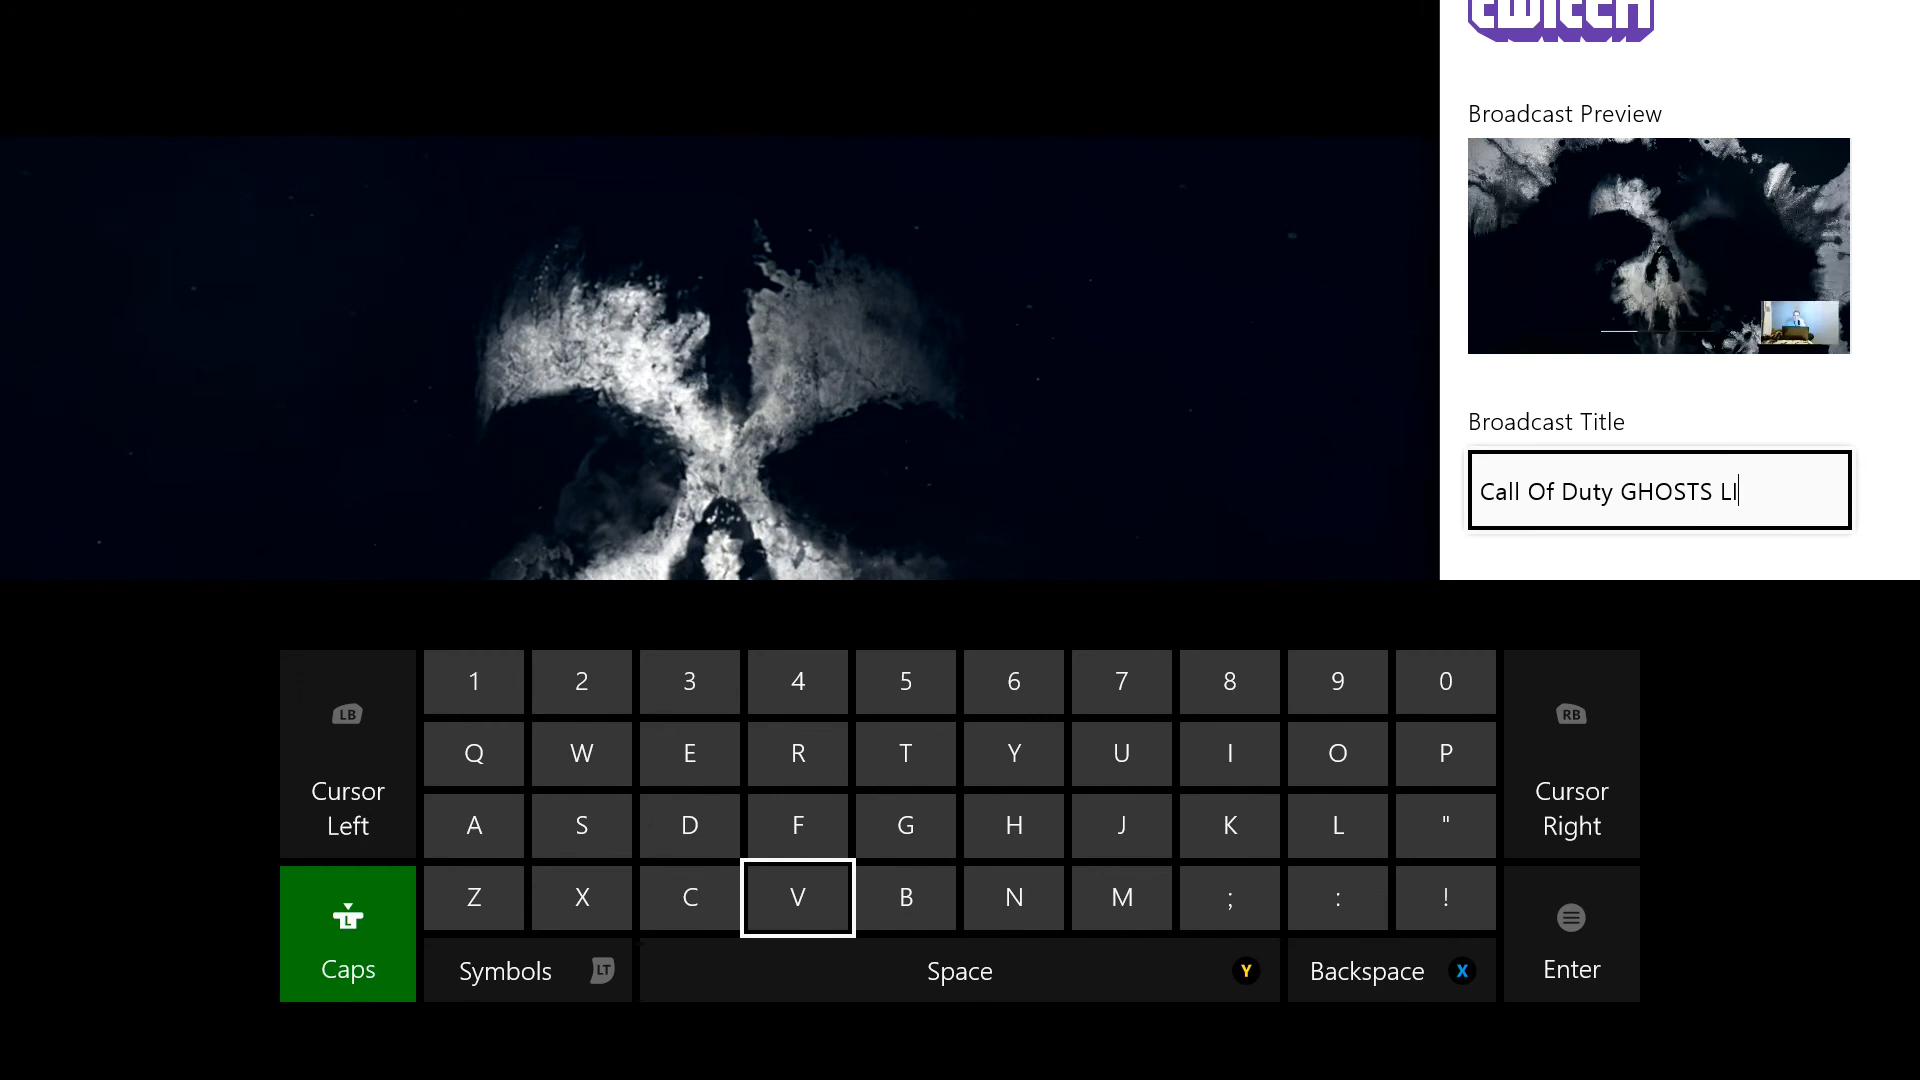 twitch
Broadcast Preview
Broadcast Title
Call Of Duty GHOSTS LI
LB
Cursor
Left
1 2 3 4 5 6 7 8 9 0
Q W E R T Y U I O P
A S D F G H J K L "
Z X C V B N M ; : !
RB
Cursor
Right
L
Caps
Symbols LT
Space Y
Backspace X
Enter